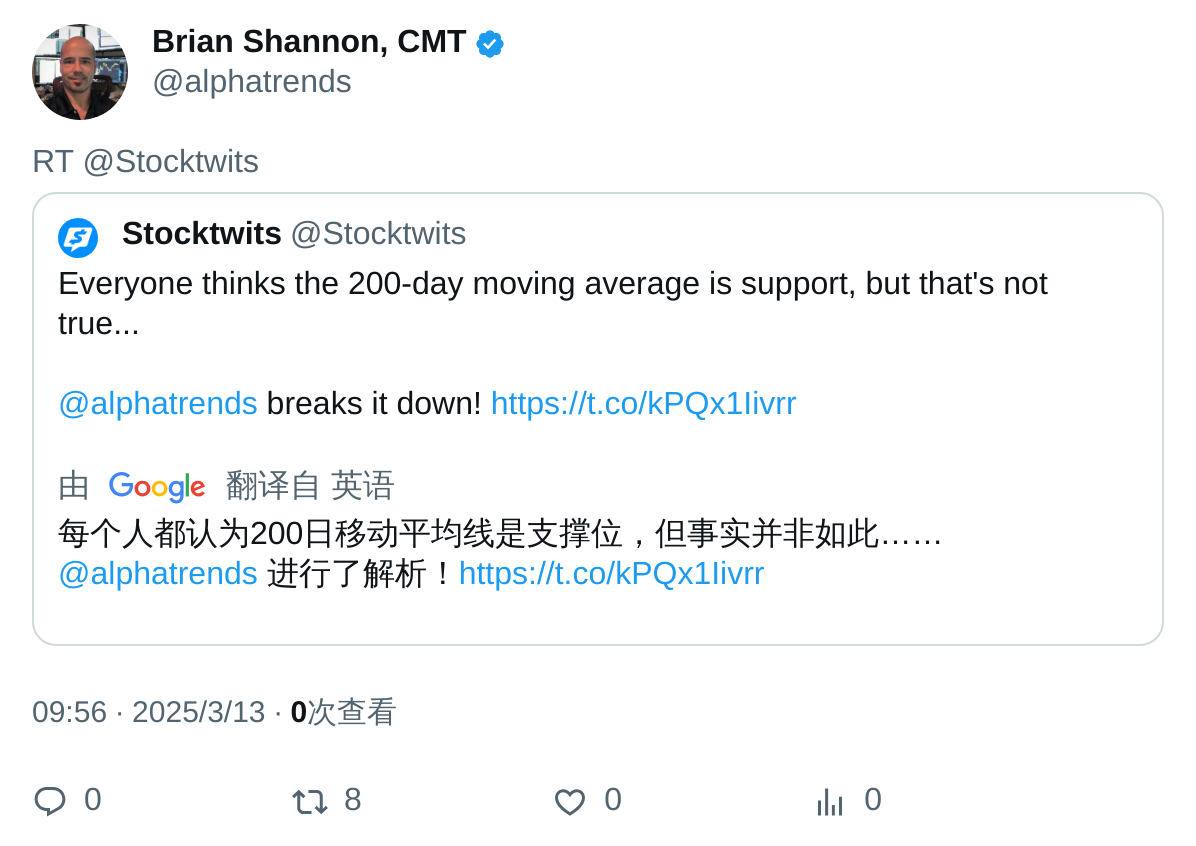 Brian Shannon, CMT
@alphatrends
RT @Stocktwits
Stocktwits @Stocktwits
Everyone thinks the 200-day moving average is support, but that's not
true...
@alphatrends breaks it down! https://t.co/kPQx1Iivrr
由 Google 翻译自 英语
每个人都认为200日移动平均线是支撑位，但事实并非如此……
@alphatrends 进行了解析！https://t.co/kPQx1Iivrr
09:56 · 2025/3/13 · 0次查看
0 8 0 0